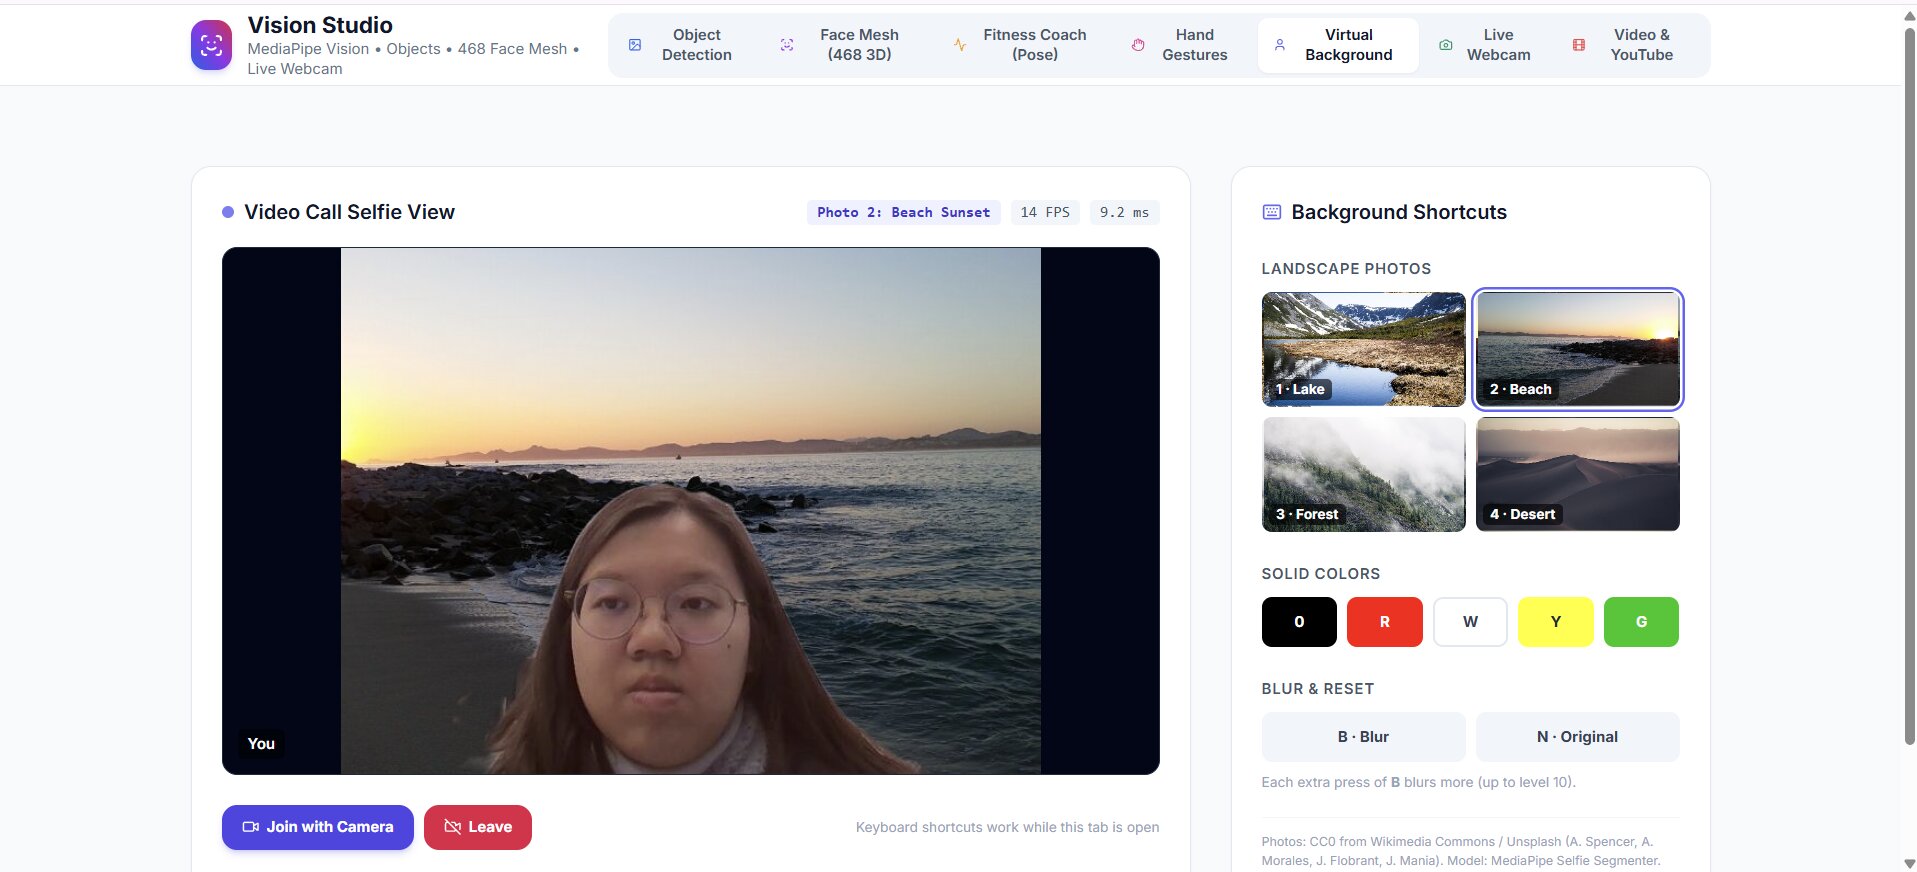 Vision Studio
MediaPipe Vision • Objects • 468 Face Mesh •
Live Webcam
Object
Detection
Face Mesh
(468 3D)
Fitness Coach
(Pose)
Hand
Gestures
Virtual
Background
Live
Webcam
Video &
YouTube
Video Call Selfie View
Photo 2: Beach Sunset
14 FPS
9.2 ms
You
Join with Camera
Leave
Keyboard shortcuts work while this tab is open
Background Shortcuts
LANDSCAPE PHOTOS
1 · Lake
2 · Beach
3 · Forest
4 · Desert
SOLID COLORS
0
R
W
Y
G
BLUR & RESET
B · Blur
N · Original
Each extra press of B blurs more (up to level 10).
Photos: CC0 from Wikimedia Commons / Unsplash (A. Spencer, A.
Morales, J. Flobrant, J. Mania). Model: MediaPipe Selfie Segmenter.